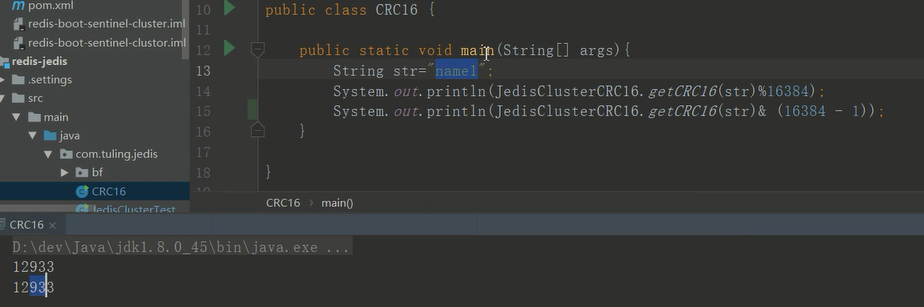 pom.xml
redis-boot-sentinel-cluster.iml
redis-boot-sentinel-clustor.iml
redis-jedis
.settings
src
main
java
com.tuling.jedis
bf
CRC16
JedisClusterTest
10 public class CRC16 {
11
12 public static void main(String[] args){
13 String str="name1";
14 System.out.println(JedisClusterCRC16.getCRC16(str)%16384);
15 System.out.println(JedisClusterCRC16.getCRC16(str)& (16384 - 1));
16 }
17
18 }
CRC16 › main()
CRC16 ×
D:\dev\Java\jdk1.8.0_45\bin\java.exe ...
12933
12933